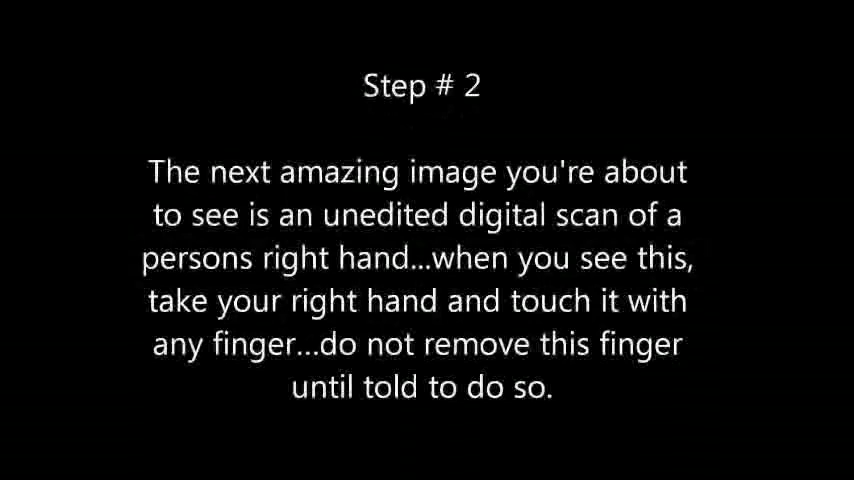 Step # 2
The next amazing image you're about
to see is an unedited digital scan of a
persons right hand...when you see this,
take your right hand and touch it with
any finger...do not remove this finger
until told to do so.